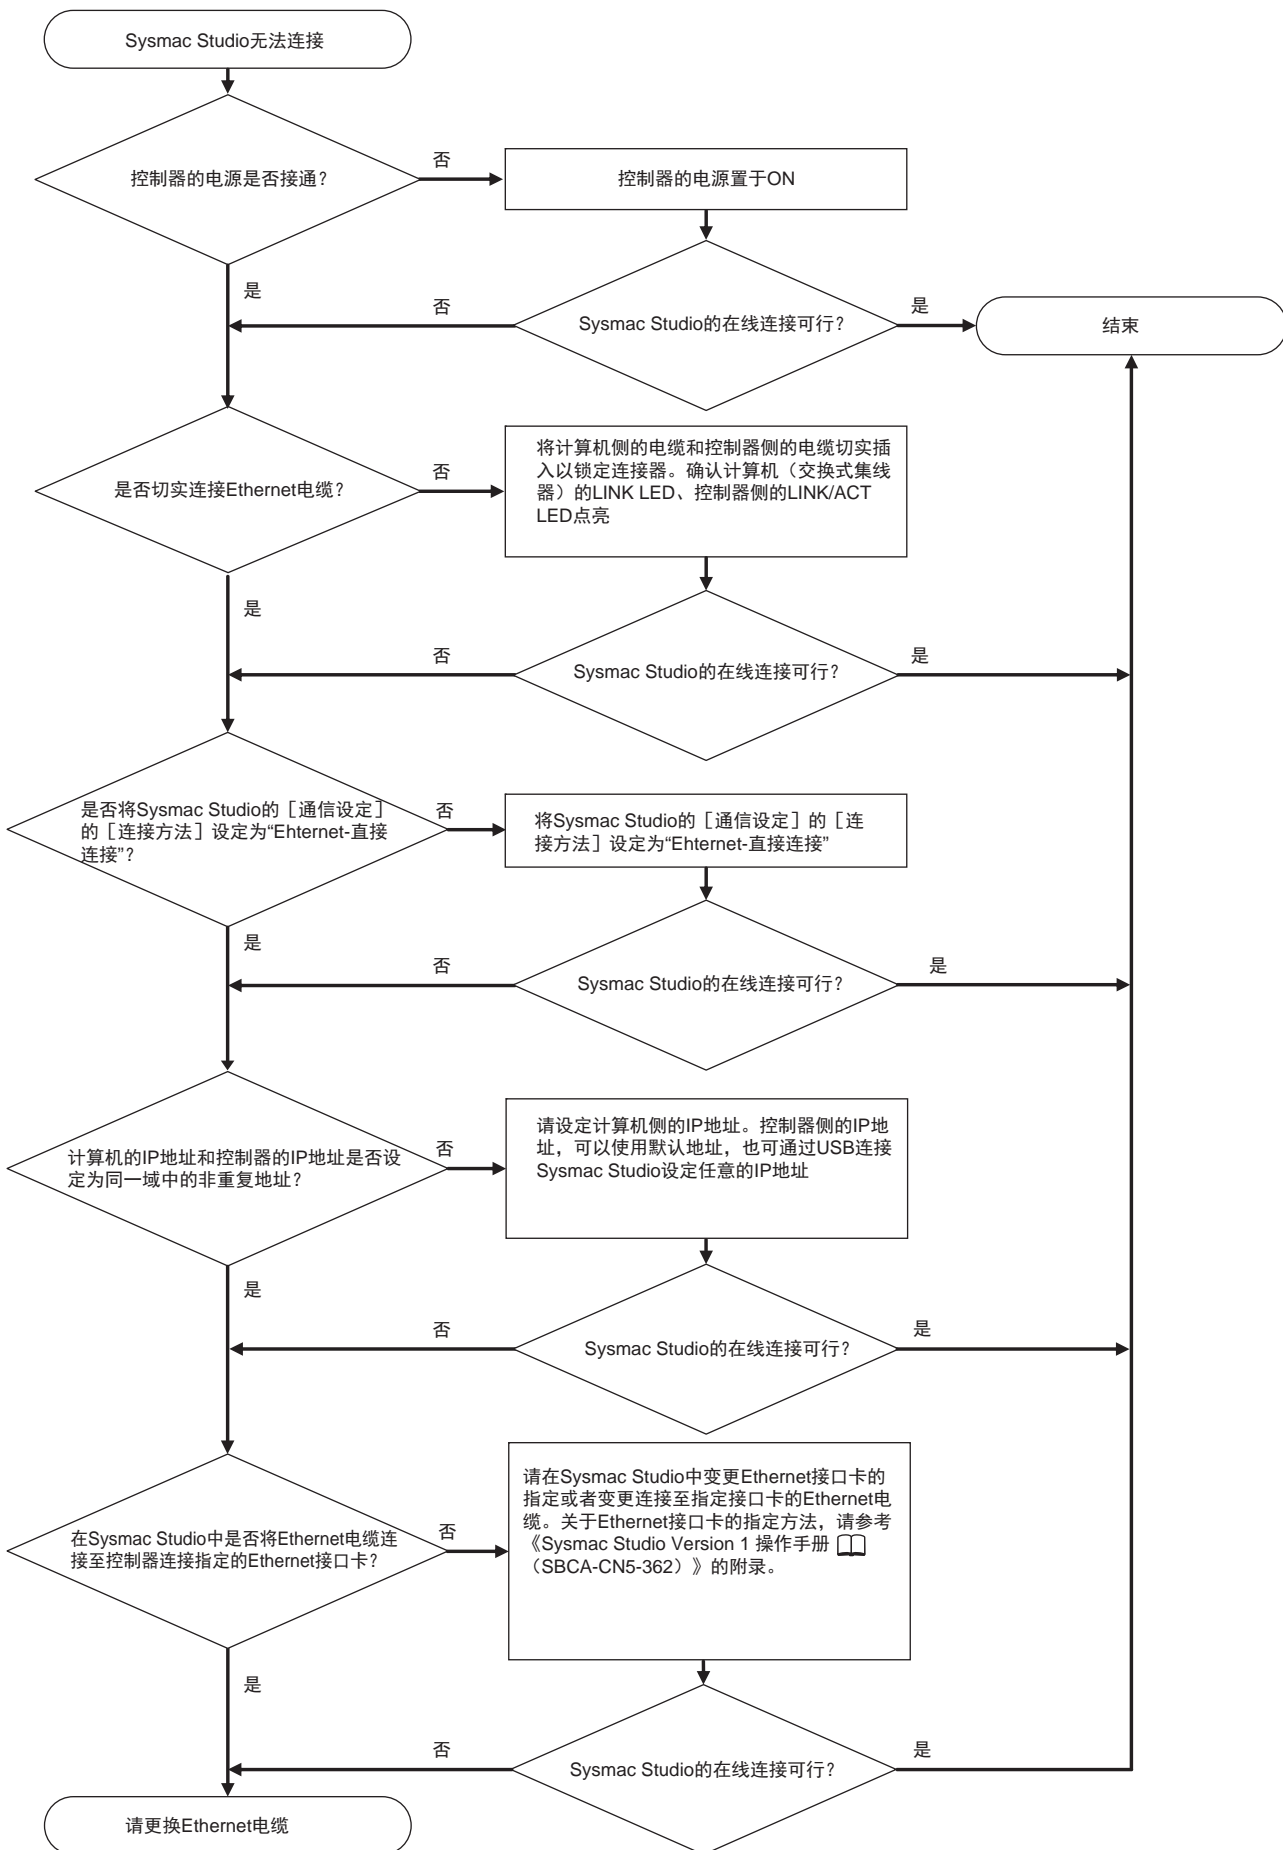 Sysmac Studio无法连接
控制器的电源是否接通？
否
控制器的电源置于ON
是
否
Sysmac Studio的在线连接可行？
是
结束
是否切实连接Ethernet电缆？
否
将计算机侧的电缆和控制器侧的电缆切实插
入以锁定连接器。确认计算机（交换式集线
器）的LINK LED、控制器侧的LINK/ACT
LED点亮
是
否
Sysmac Studio的在线连接可行？
是
是否将Sysmac Studio的［通信设定］
的［连接方法］设定为“Ehternet-直接
连接”？
否
将Sysmac Studio的［通信设定］的［连
接方法］设定为“Ehternet-直接连接”
是
否
Sysmac Studio的在线连接可行？
是
计算机的IP地址和控制器的IP地址是否设
定为同一域中的非重复地址？
否
请设定计算机侧的IP地址。控制器侧的IP地
址，可以使用默认地址，也可通过USB连接
Sysmac Studio设定任意的IP地址
是
否
Sysmac Studio的在线连接可行？
是
在Sysmac Studio中是否将Ethernet电缆连
接至控制器连接指定的Ethernet接口卡？
否
请在Sysmac Studio中变更Ethernet接口卡的
指定或者变更连接至指定接口卡的Ethernet电
缆。关于Ethernet接口卡的指定方法，请参考
《Sysmac Studio Version 1 操作手册
（SBCA-CN5-362）》的附录。
是
否
Sysmac Studio的在线连接可行？
是
请更换Ethernet电缆